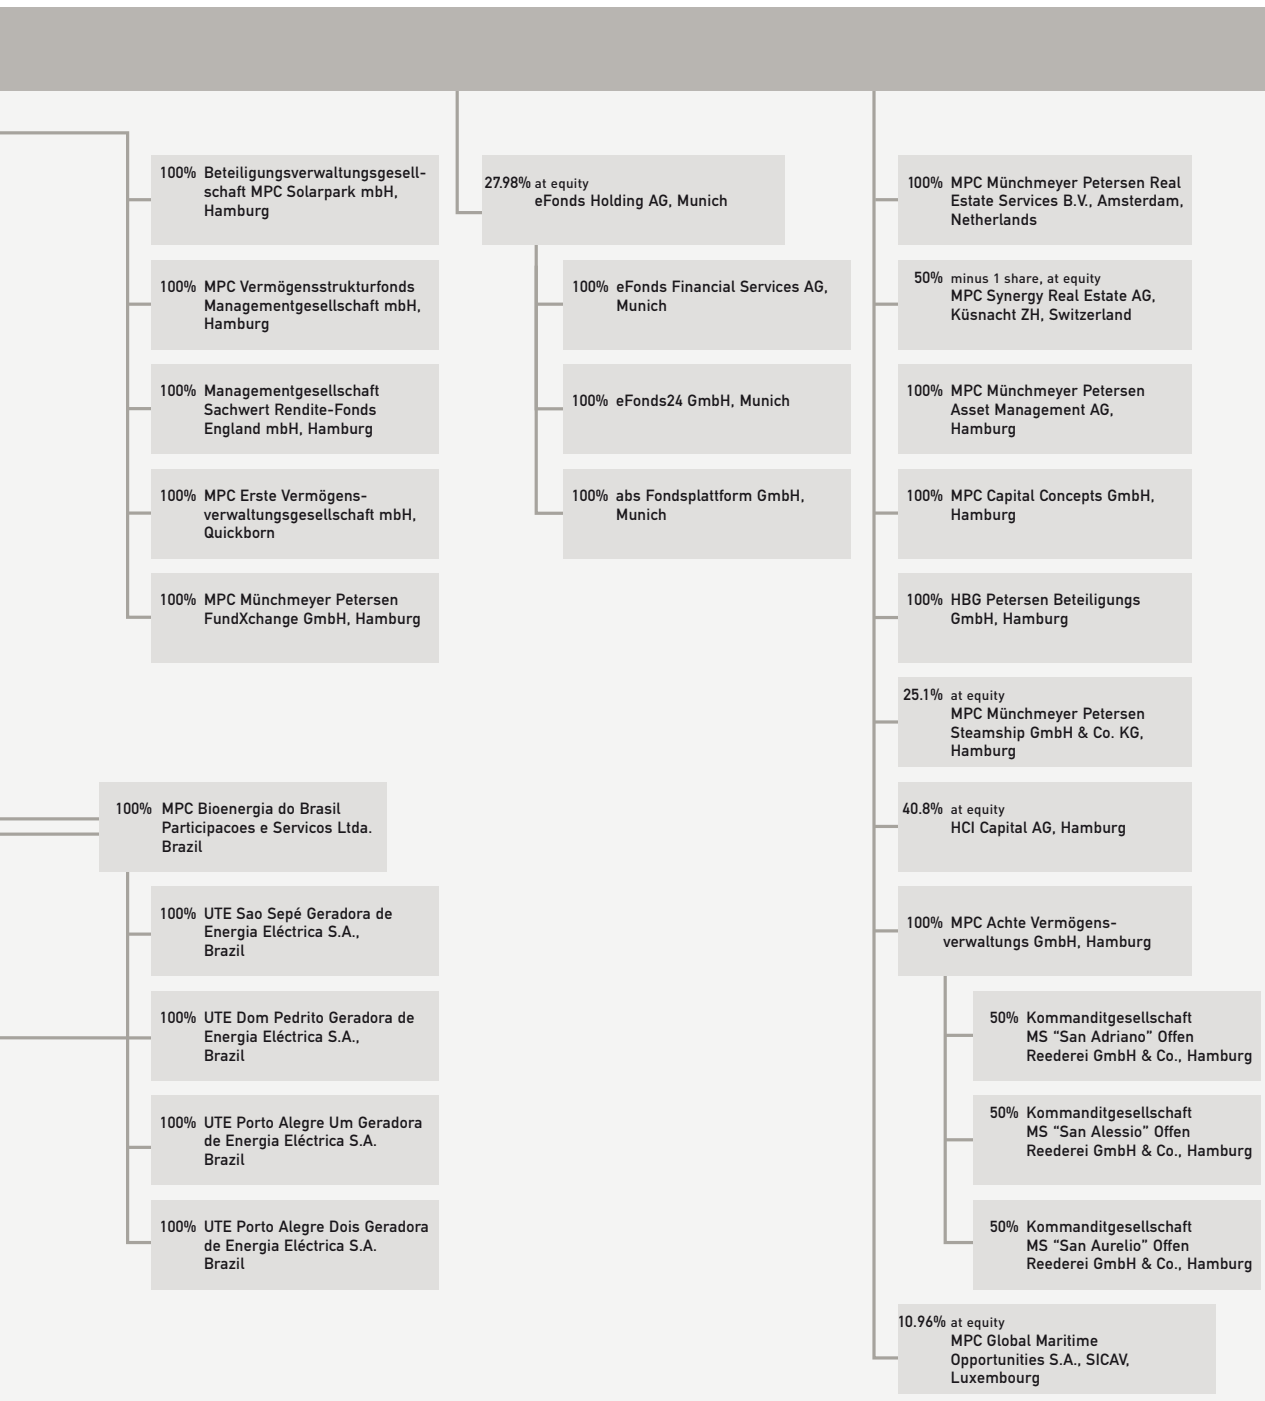 100% Beteiligungsverwaltungsgesell-
schaft MPC Solarpark mbH,
Hamburg
100% MPC Vermögensstrukturfonds
Managementgesellschaft mbH,
Hamburg
100% Managementgesellschaft
Sachwert Rendite-Fonds
England mbH, Hamburg
100% MPC Erste Vermögens-
verwaltungsgesellschaft mbH,
Quickborn
100% MPC Münchmeyer Petersen
FundXchange GmbH, Hamburg
100% MPC Bioenergia do Brasil
Participacoes e Servicos Ltda.
Brazil
100% UTE Sao Sepé Geradora de
Energia Eléctrica S.A.,
Brazil
100% UTE Dom Pedrito Geradora de
Energia Eléctrica S.A.,
Brazil
100% UTE Porto Alegre Um Geradora
de Energia Eléctrica S.A.
Brazil
100% UTE Porto Alegre Dois Geradora
de Energia Eléctrica S.A.
Brazil
27.98% at equity
eFonds Holding AG, Munich
100% eFonds Financial Services AG,
Munich
100% eFonds24 GmbH, Munich
100% abs Fondsplattform GmbH,
Munich
100% MPC Münchmeyer Petersen Real
Estate Services B.V., Amsterdam,
Netherlands
50% minus 1 share, at equity
MPC Synergy Real Estate AG,
Küsnacht ZH, Switzerland
100% MPC Münchmeyer Petersen
Asset Management AG,
Hamburg
100% MPC Capital Concepts GmbH,
Hamburg
100% HBG Petersen Beteiligungs
GmbH, Hamburg
25.1% at equity
MPC Münchmeyer Petersen
Steamship GmbH & Co. KG,
Hamburg
40.8% at equity
HCI Capital AG, Hamburg
100% MPC Achte Vermögens-
verwaltungs GmbH, Hamburg
50% Kommanditgesellschaft
MS “San Adriano” Offen
Reederei GmbH & Co., Hamburg
50% Kommanditgesellschaft
MS “San Alessio” Offen
Reederei GmbH & Co., Hamburg
50% Kommanditgesellschaft
MS “San Aurelio” Offen
Reederei GmbH & Co., Hamburg
10.96% at equity
MPC Global Maritime
Opportunities S.A., SICAV,
Luxembourg